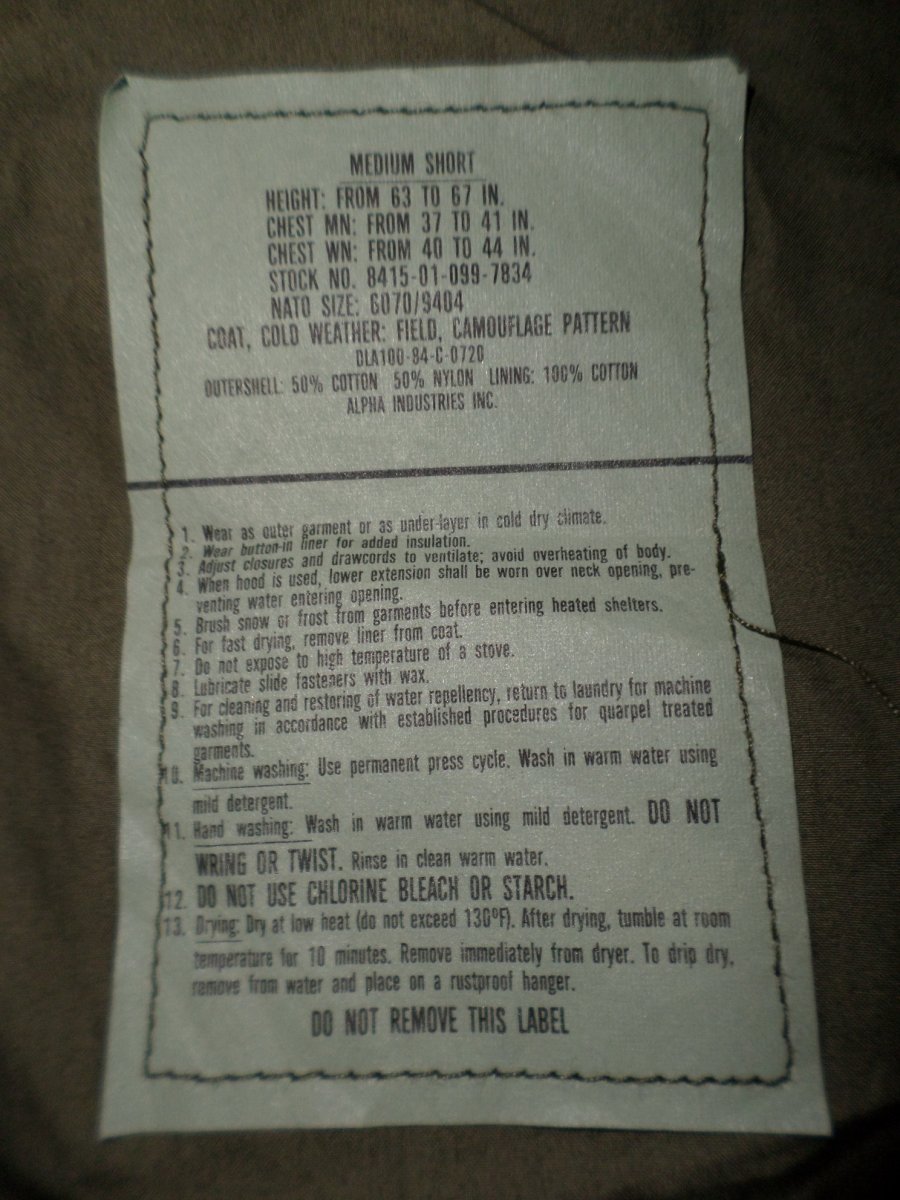 MEDIUM SHORT
HEIGHT: FROM 63 TO 67 IN.
CHEST MN: FROM 37 TO 41 IN.
CHEST WN: FROM 40 TO 44 IN.
STOCK NO. 8415-01-099-7834
NATO SIZE: 6070/9404
COAT, COLD WEATHER: FIELD, CAMOUFLAGE PATTERN
DLA100-84-C-0720
OUTERSHELL: 50% COTTON 50% NYLON LINING: 100% COTTON
ALPHA INDUSTRIES INC.
1. Wear as outer garment or as under-layer in cold dry climate.
2. Wear button-in liner for added insulation.
3. Adjust closures and drawcords to ventilate; avoid overheating of body.
4. When hood is used, lower extension shall be worn over neck opening, pre-
venting water entering opening.
5. Brush snow or frost from garments before entering heated shelters.
6. For fast drying, remove liner from coat.
7. Do not expose to high temperature of a stove.
8. Lubricate slide fasteners with wax.
9. For cleaning and restoring of water repellency, return to laundry for machine
washing in accordance with established procedures for quarpel treated
garments.
10. Machine washing: Use permanent press cycle. Wash in warm water using
mild detergent.
11. Hand washing: Wash in warm water using mild detergent. DO NOT
WRING OR TWIST. Rinse in clean warm water.
12. DO NOT USE CHLORINE BLEACH OR STARCH.
13. Drying: Dry at low heat (do not exceed 130°F). After drying, tumble at room
temperature for 10 minutes. Remove immediately from dryer. To drip dry,
remove from water and place on a rustproof hanger.
DO NOT REMOVE THIS LABEL